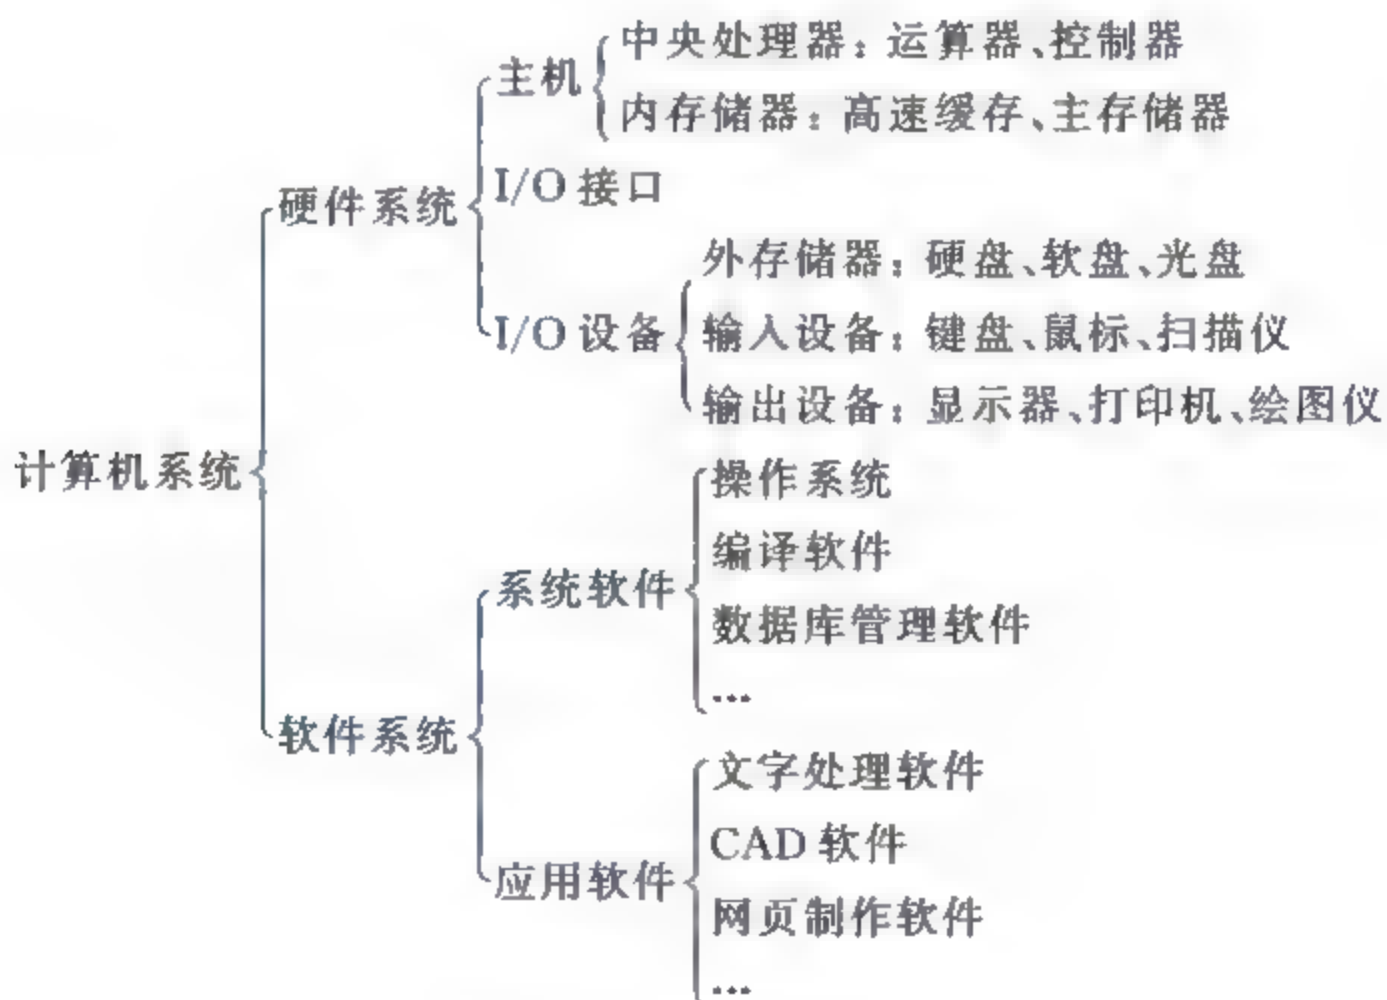 中央处理器：运算器、控制器
主机
内存储器：高速缓存、主存储器
I/O 接口
硬件系统
外存储器：硬盘、软盘、光盘
I/O 设备
输入设备：键盘、鼠标、扫描仪
输出设备：显示器、打印机、绘图仪
计算机系统
操作系统
编译软件
系统软件
数据库管理软件
…
软件系统
文字处理软件
CAD 软件
应用软件
网页制作软件
…